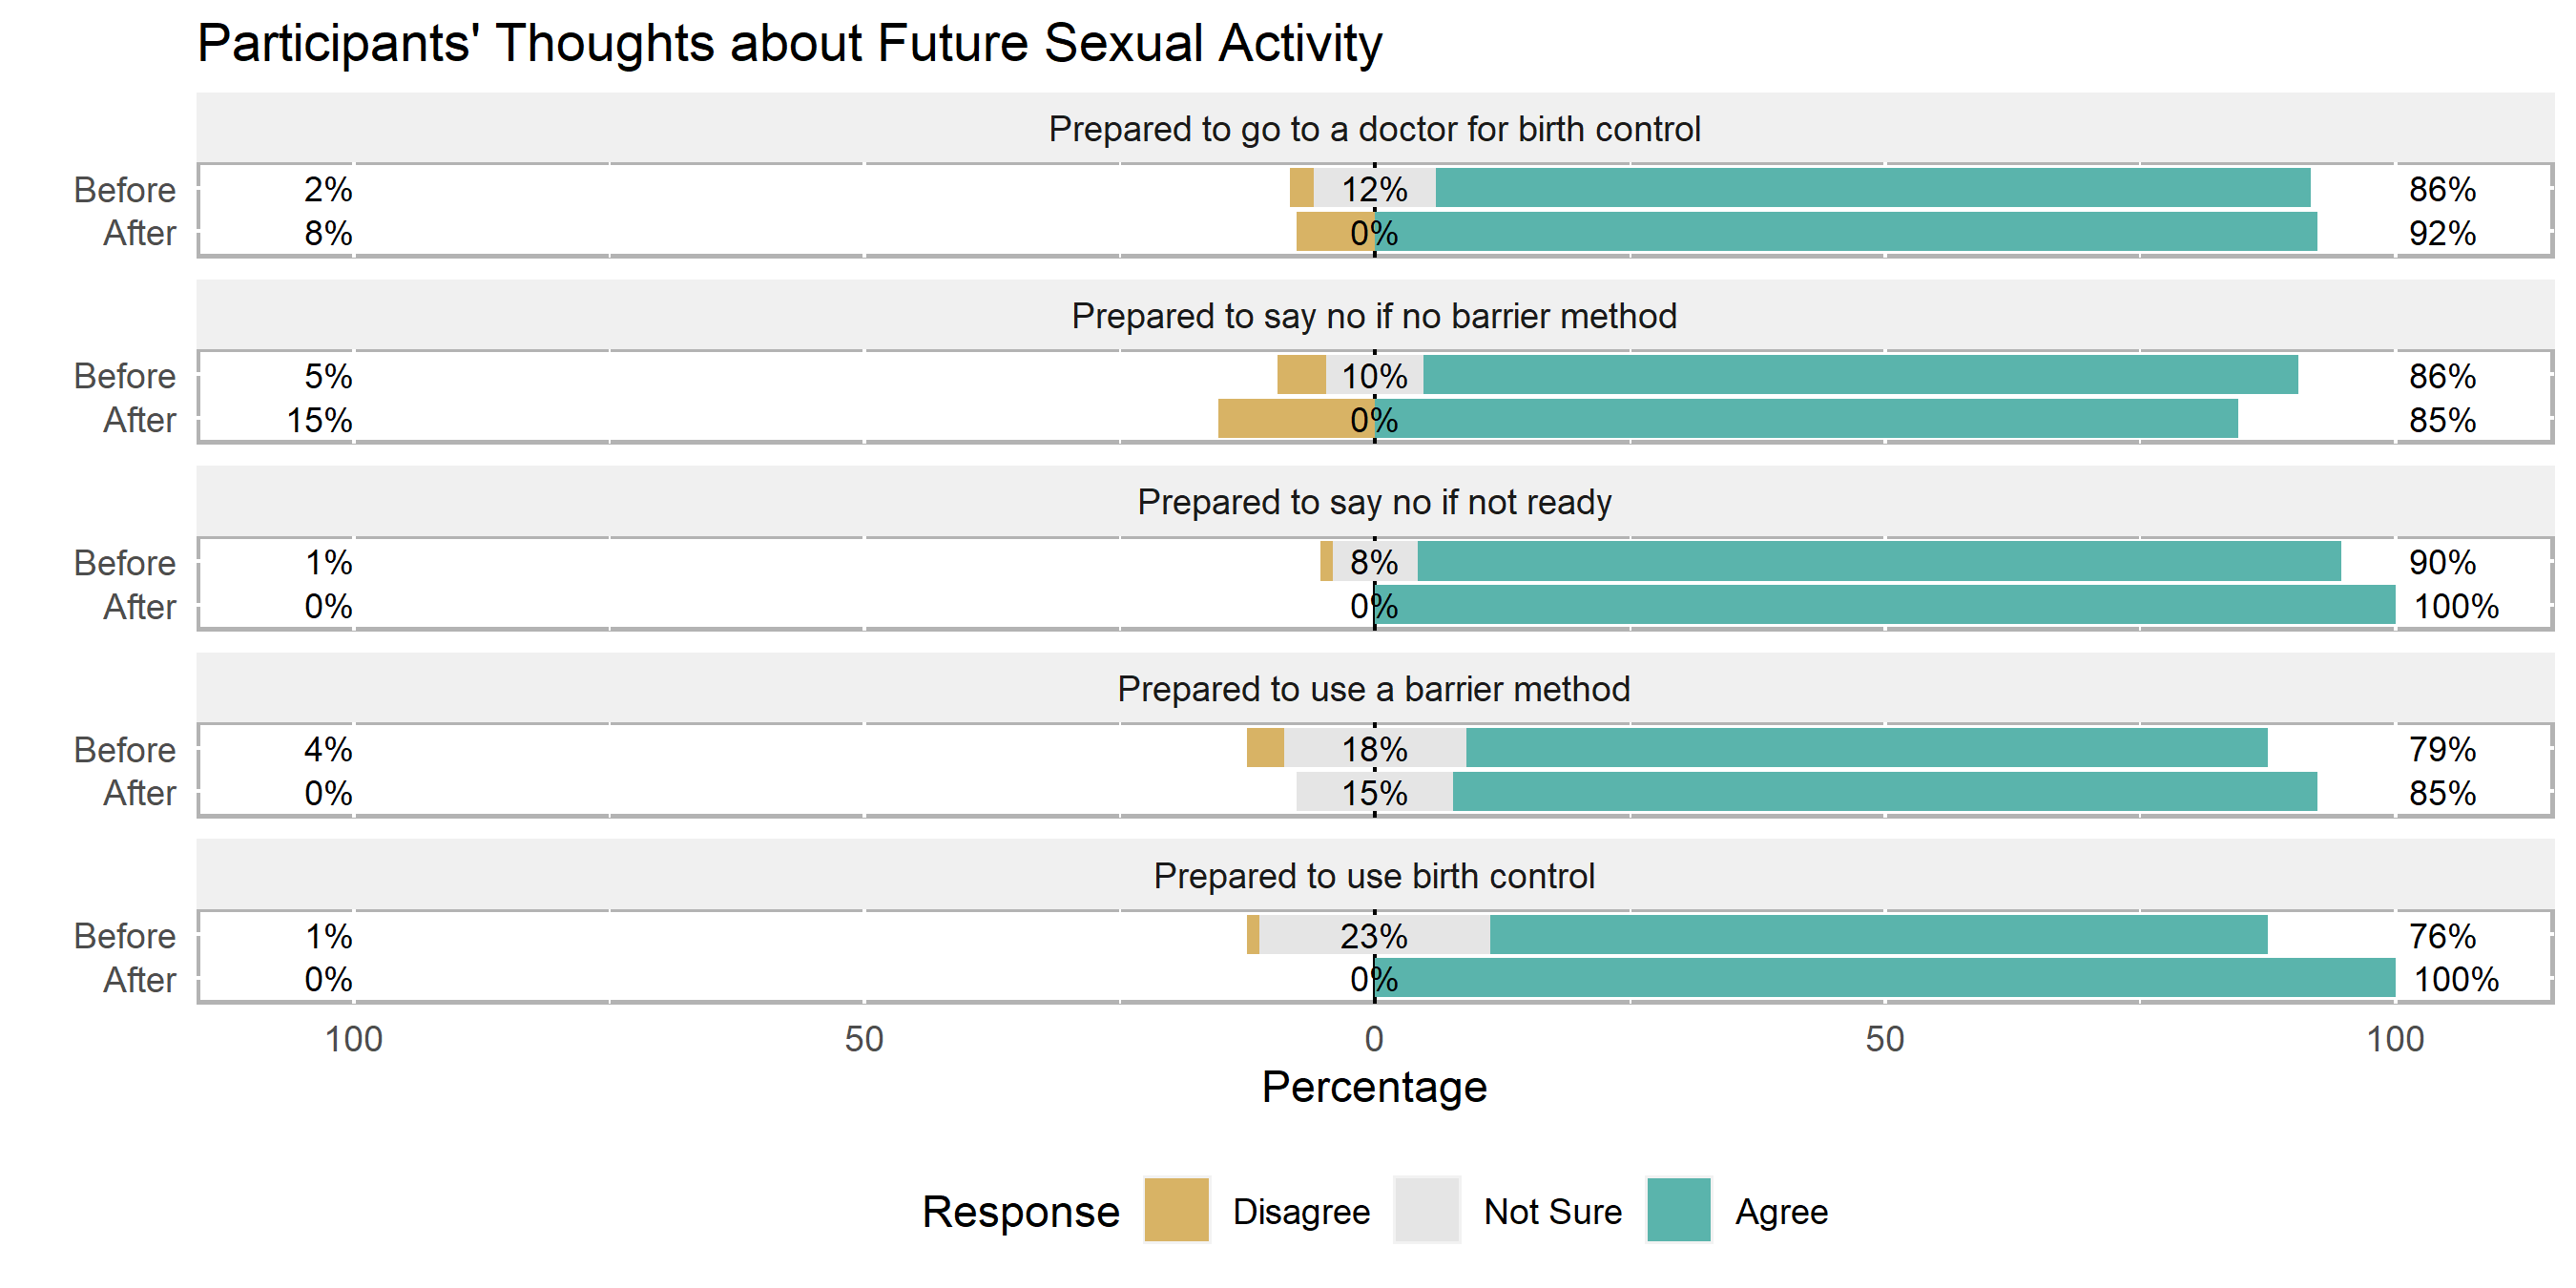 Participants' Thoughts about Future Sexual Activity
Prepared to go to a doctor for birth control
Before 2% 12% 86%
After 8% 0% 92%
Prepared to say no if no barrier method
Before 5% 10% 86%
After 15% 0% 85%
Prepared to say no if not ready
Before 1% 8% 90%
After 0% 0% 100%
Prepared to use a barrier method
Before 4% 18% 79%
After 0% 15% 85%
Prepared to use birth control
Before 1% 23% 76%
After 0% 0% 100%
100 50 0 50 100
Percentage
Response Disagree Not Sure Agree